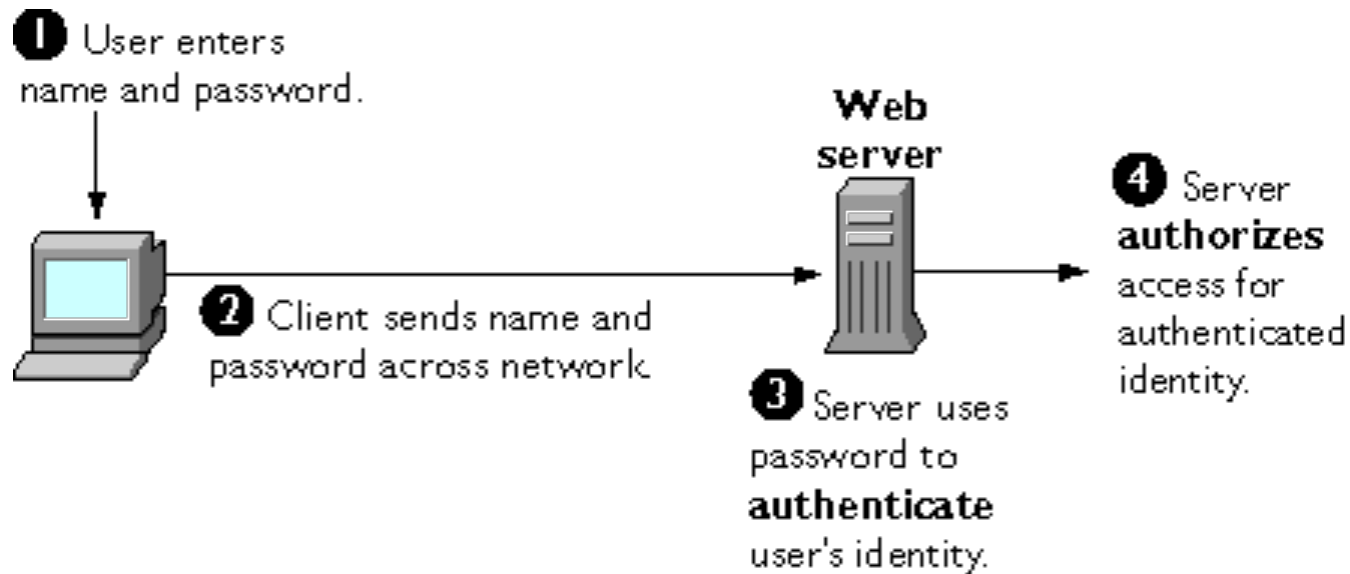 1 User enters
name and password.
Web
server
2 Client sends name and
password across network.
3 Server uses
password to
authenticate
user's identity.
4 Server
authorizes
access for
authenticated
identity.